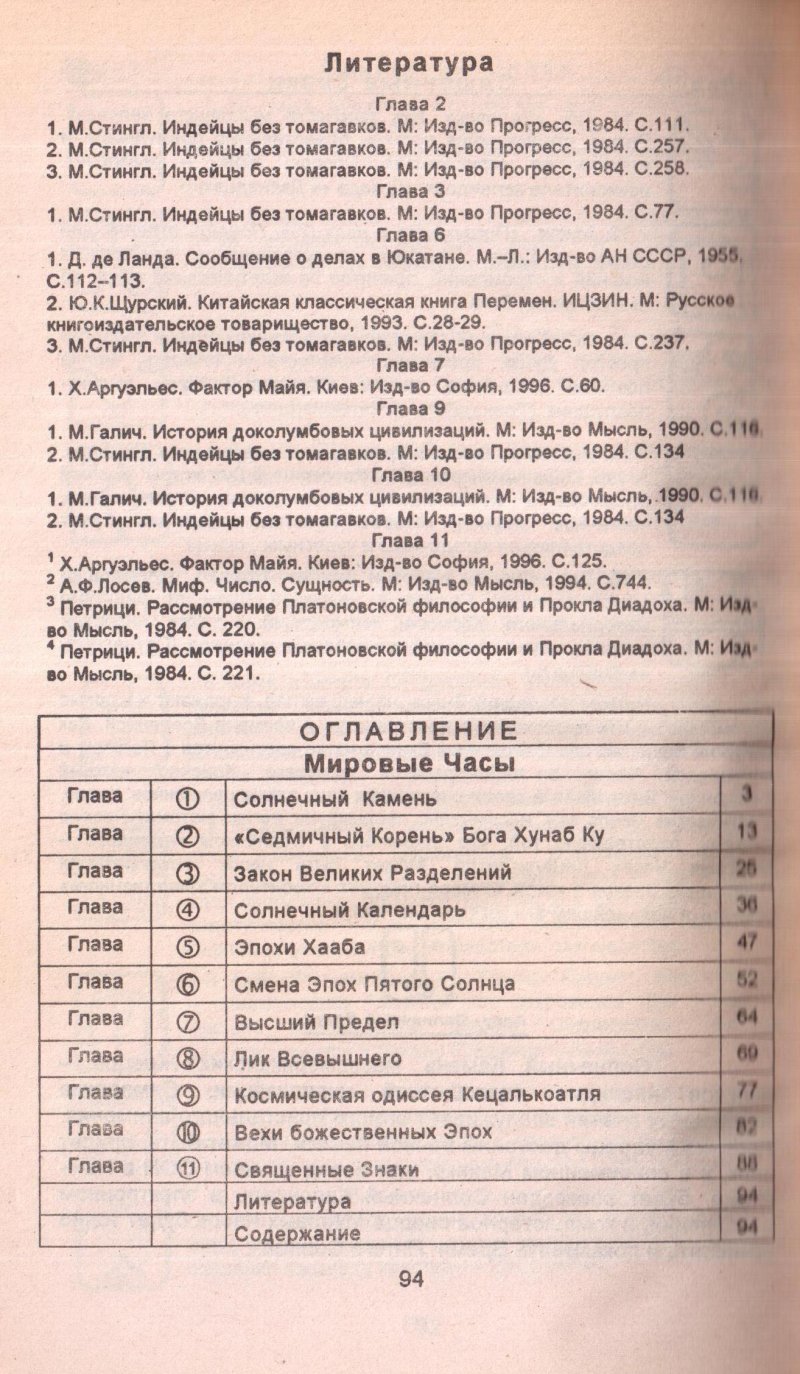 Литература
Глава 2
1. М.Стингл. Индейцы без томагавков. М: Изд-во Прогресс, 1984. С.111.
2. М.Стингл. Индейцы без томагавков. М: Изд-во Прогресс, 1984. С.257.
3. М.Стингл. Индейцы без томагавков. М: Изд-во Прогресс, 1984. С.258.
Глава 3
1. М.Стингл. Индейцы без томагавков. М: Изд-во Прогресс, 1984. С.77.
Глава 6
1. Д. де Ланда. Сообщение о делах в Юкатане. М.–Л.: Изд-во АН СССР, 1955.
С.112–113.
2. Ю.К.Щурский. Китайская классическая книга Перемен. ИЦЗИН. М: Русское
книгоиздательское товарищество, 1993. С.28-29.
3. М.Стингл. Индейцы без томагавков. М: Изд-во Прогресс, 1984. С.237.
Глава 7
1. Х.Аргуэльес. Фактор Майя. Киев: Изд-во София, 1996. С.60.
Глава 9
1. М.Галич. История доколумбовых цивилизаций. М: Изд-во Мысль, 1990.
2. М.Стингл. Индейцы без томагавков. М: Изд-во Прогресс, 1984. С.134
Глава 10
1. М.Галич. История доколумбовых цивилизаций. М: Изд-во Мысль, 1990.
2. М.Стингл. Индейцы без томагавков. М: Изд-во Прогресс, 1984. С.134
Глава 11
1 Х.Аргуэльес. Фактор Майя. Киев: Изд-во София, 1996. С.125.
2 А.Ф.Лосев. Миф. Число. Сущность. М: Изд-во Мысль, 1994. С.744.
3 Петрици. Рассмотрение Платоновской философии и Прокла Диадоха. М: Изд-
во Мысль, 1984. С. 220.
4 Петрици. Рассмотрение Платоновской философии и Прокла Диадоха. М: Изд-
во Мысль, 1984. С. 221.
ОГЛАВЛЕНИЕ
Мировые Часы
Глава ① Солнечный Камень 3
Глава ② «Седмичный Корень» Бога Хунаб Ку 13
Глава ③ Закон Великих Разделений
Глава ④ Солнечный Календарь
Глава ⑤ Эпохи Хааба 47
Глава ⑥ Смена Эпох Пятого Солнца 52
Глава ⑦ Высший Предел 64
Глава ⑧ Лик Всевышнего 69
Глава ⑨ Космическая одиссея Кецалькоатля 77
Глава ⑩ Вехи божественных Эпох 82
Глава ⑪ Священные Знаки
Литература 94
Содержание 94
94